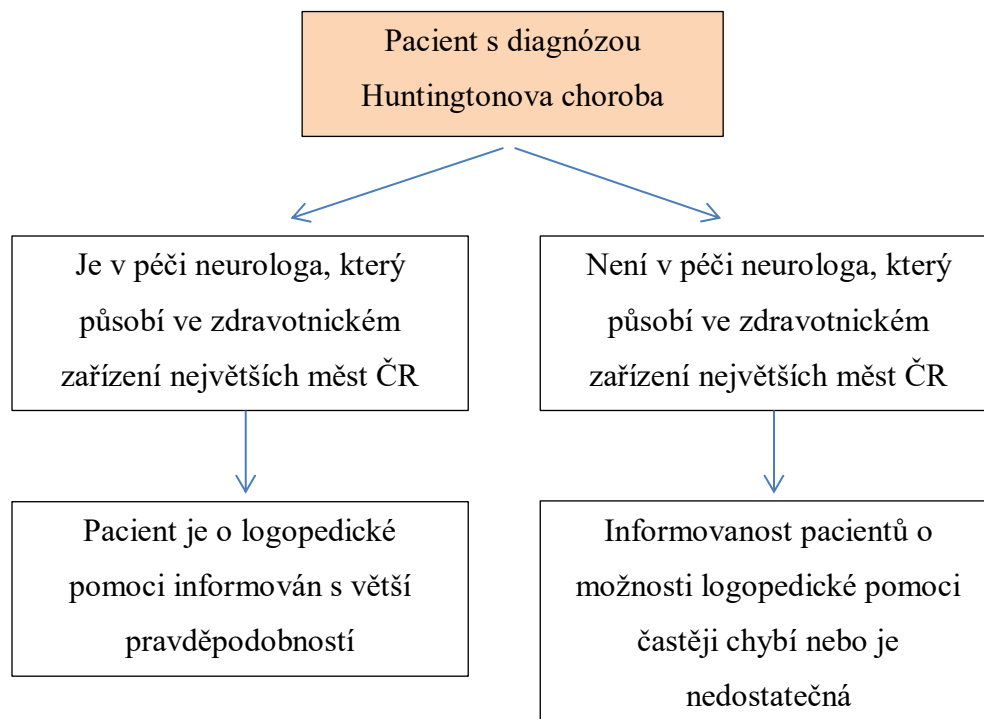 Pacient s diagnózou
Huntingtonova choroba
Je v péči neurologa, který
působí ve zdravotnickém
zařízení největších měst ČR
Není v péči neurologa, který
působí ve zdravotnickém
zařízení největších měst ČR
Pacient je o logopedické
pomoci informován s větší
pravděpodobností
Informovanost pacientů o
možnosti logopedické pomoci
častěji chybí nebo je
nedostatečná